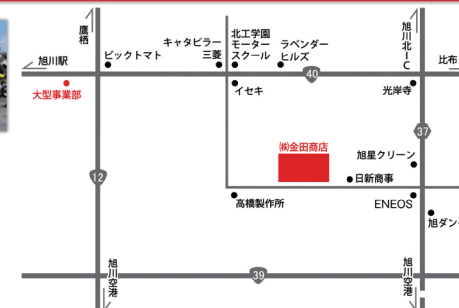 鷹栖
旭川駅
ビックトマト
大型事業部
キャタピラー
三菱
北工学園
モーター
スクール
ラベンダー
ヒルズ
旭川北IC
比布
40
イセキ
光岸寺
37
㈱金田商店
旭星クリーン
日新商事
12
高橋製作所
ENEOS
旭ダン
旭川空港
39
旭川空港